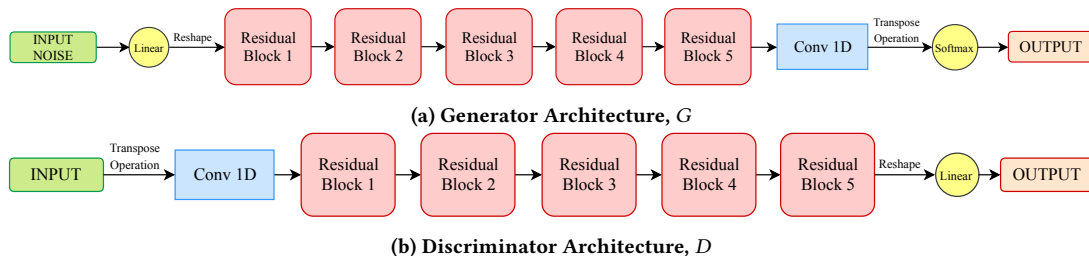 INPUT
NOISE
Linear
Reshape
Residual
Block 1
Residual
Block 2
Residual
Block 3
Residual
Block 4
Residual
Block 5
Conv 1D
Transpose
Operation
Softmax
OUTPUT
(a) Generator Architecture, G
INPUT
Transpose
Operation
Conv 1D
Residual
Block 1
Residual
Block 2
Residual
Block 3
Residual
Block 4
Residual
Block 5
Reshape
Linear
OUTPUT
(b) Discriminator Architecture, D